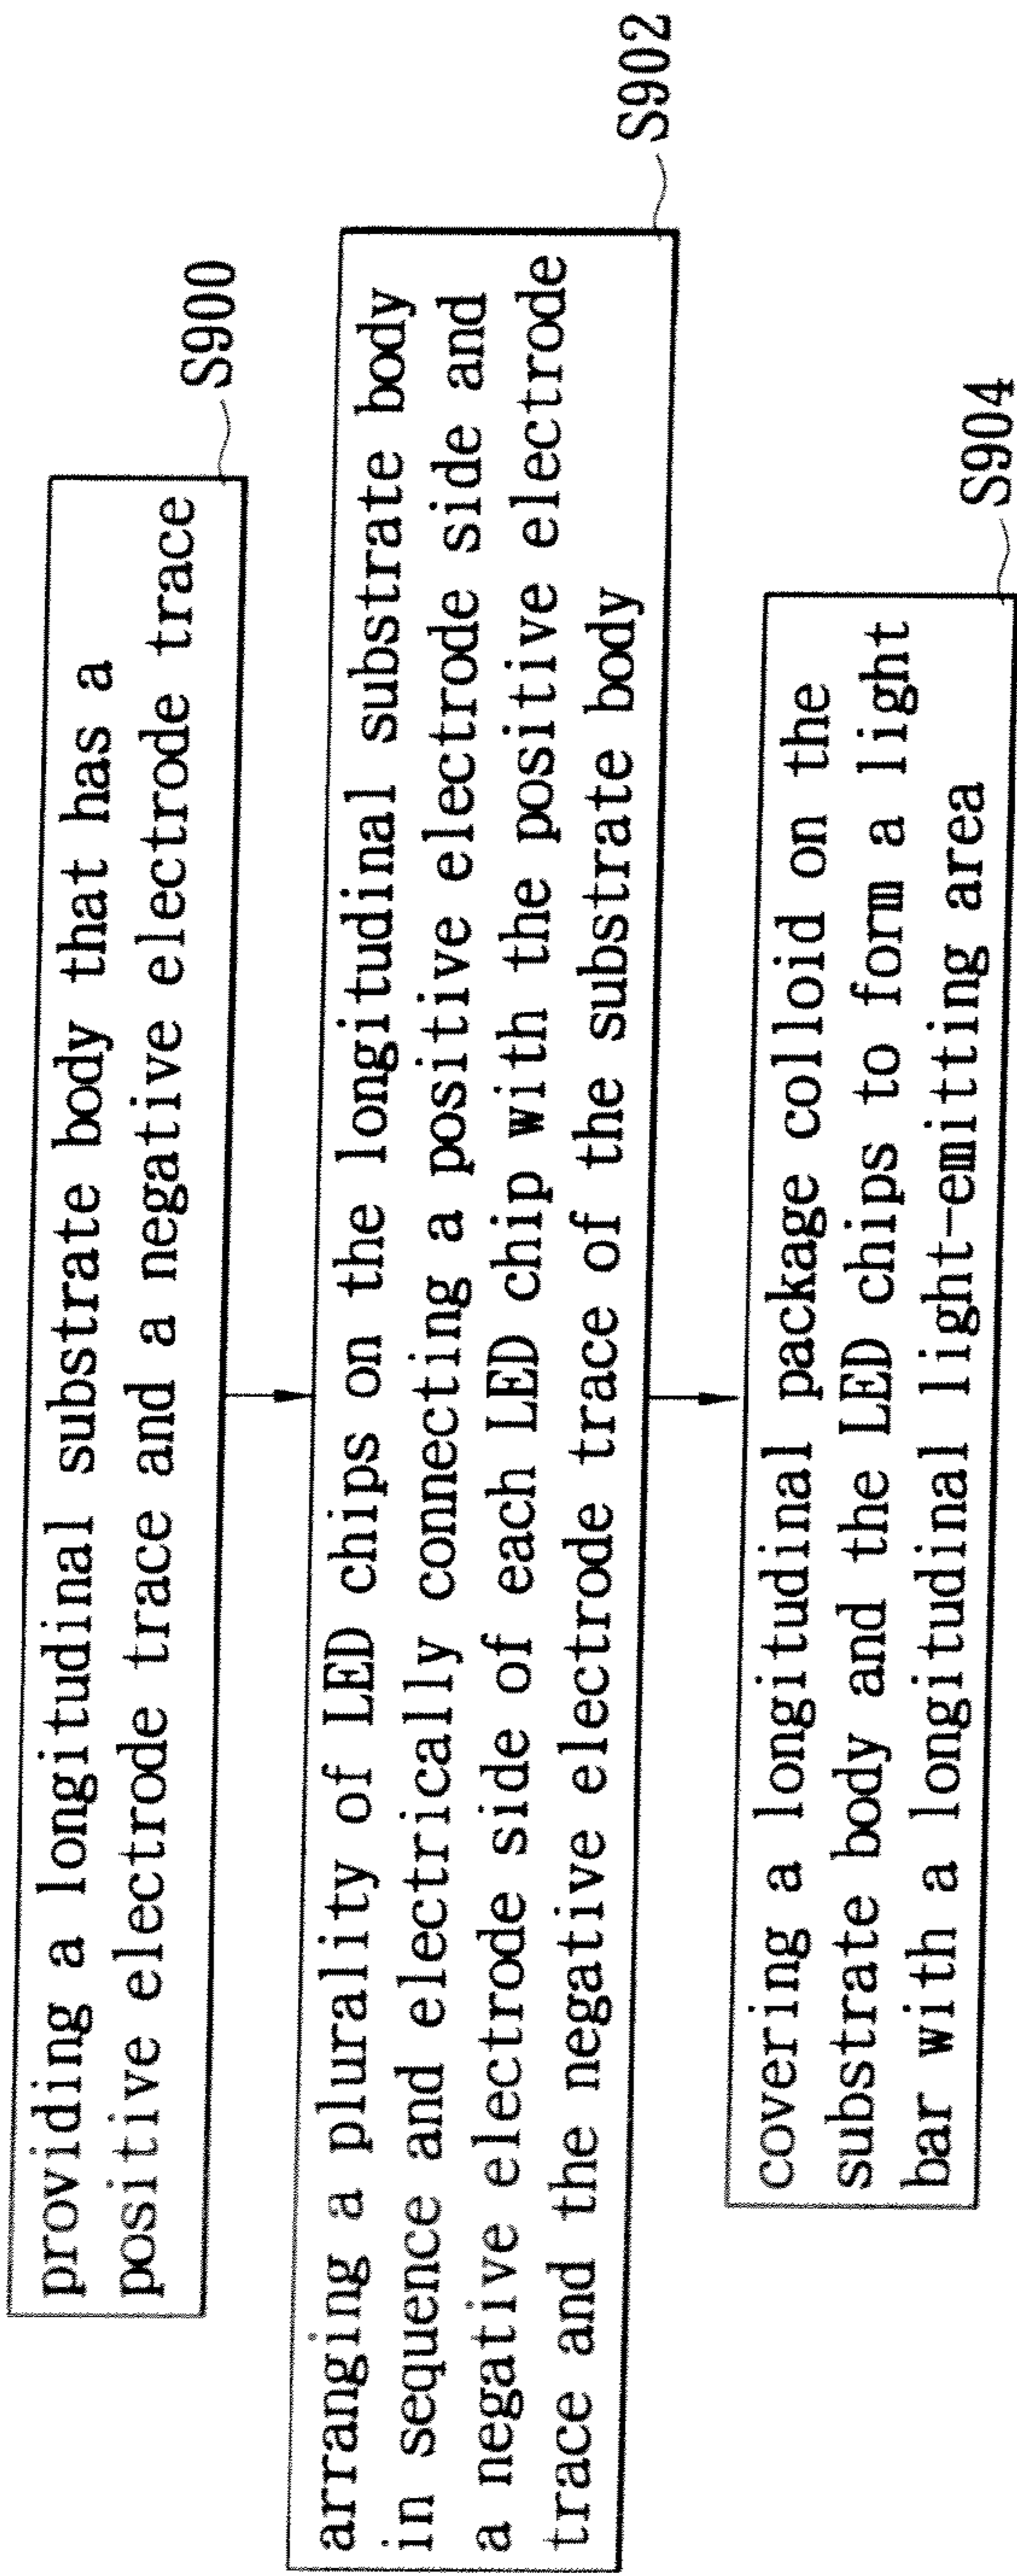 providing a longitudinal substrate body that has a
positive electrode trace and a negative electrode trace
S900
arranging a plurality of LED chips on the longitudinal substrate body
in sequence and electrically connecting a positive electrode side and
a negative electrode side of each LED chip with the positive electrode
trace and the negative electrode trace of the substrate body
S902
covering a longitudinal package colloid on the
substrate body and the LED chips to form a light
bar with a longitudinal light-emitting area
S904